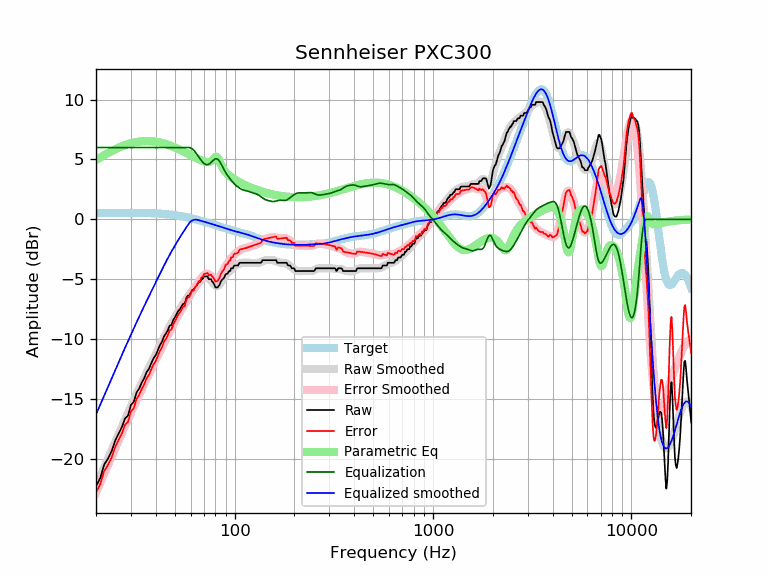 Sennheiser PXC300
10
5
0
−5
−10
−15
−20
Amplitude (dBr)
Target
Raw Smoothed
Error Smoothed
Raw
Error
Parametric Eq
Equalization
Equalized smoothed
100 1000 10000
Frequency (Hz)